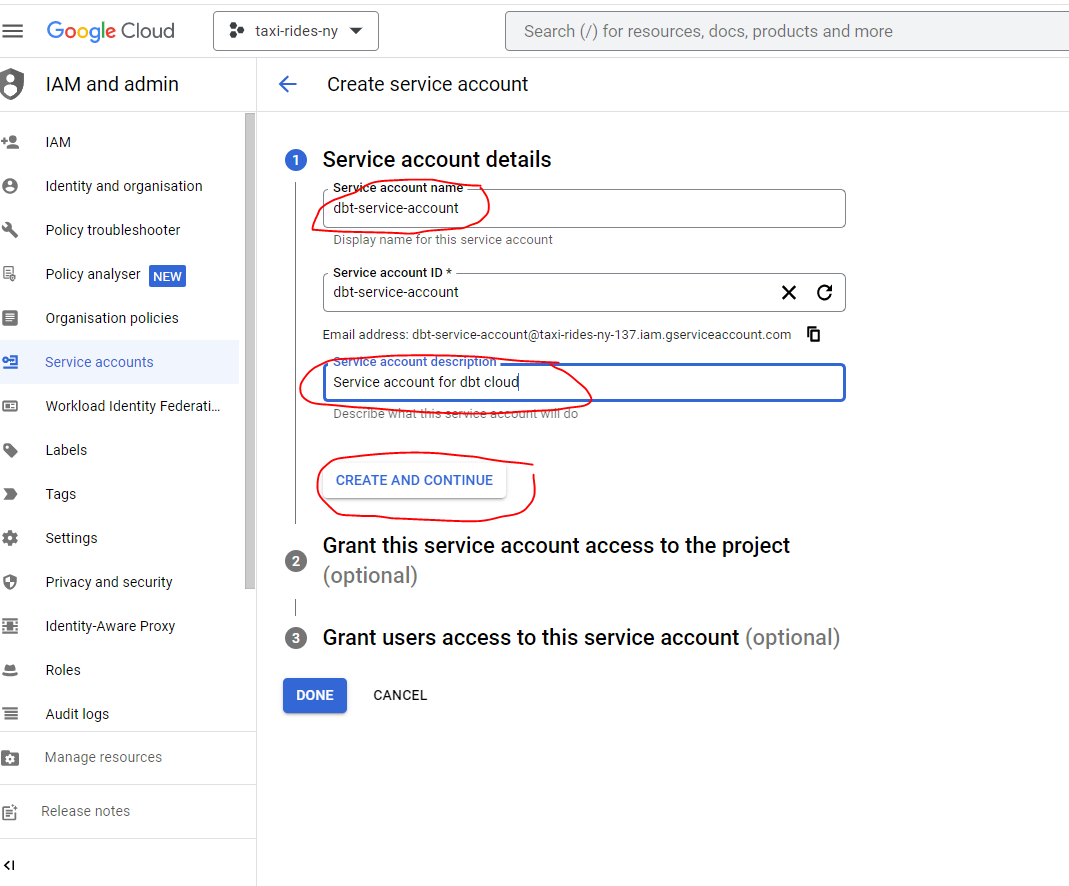 Google Cloud
taxi-rides-ny
Search (/) for resources, docs, products and more
IAM and admin
Create service account
IAM
Identity and organisation
Policy troubleshooter
Policy analyser NEW
Organisation policies
Service accounts
Workload Identity Federati...
Labels
Tags
Settings
Privacy and security
Identity-Aware Proxy
Roles
Audit logs
Manage resources
Release notes
1 Service account details
Service account name
dbt-service-account
Display name for this service account
Service account ID *
dbt-service-account
Email address: dbt-service-account@taxi-rides-ny-137.iam.gserviceaccount.com
Service account description
Service account for dbt cloud
Describe what this service account will do
CREATE AND CONTINUE
2 Grant this service account access to the project
(optional)
3 Grant users access to this service account (optional)
DONE CANCEL